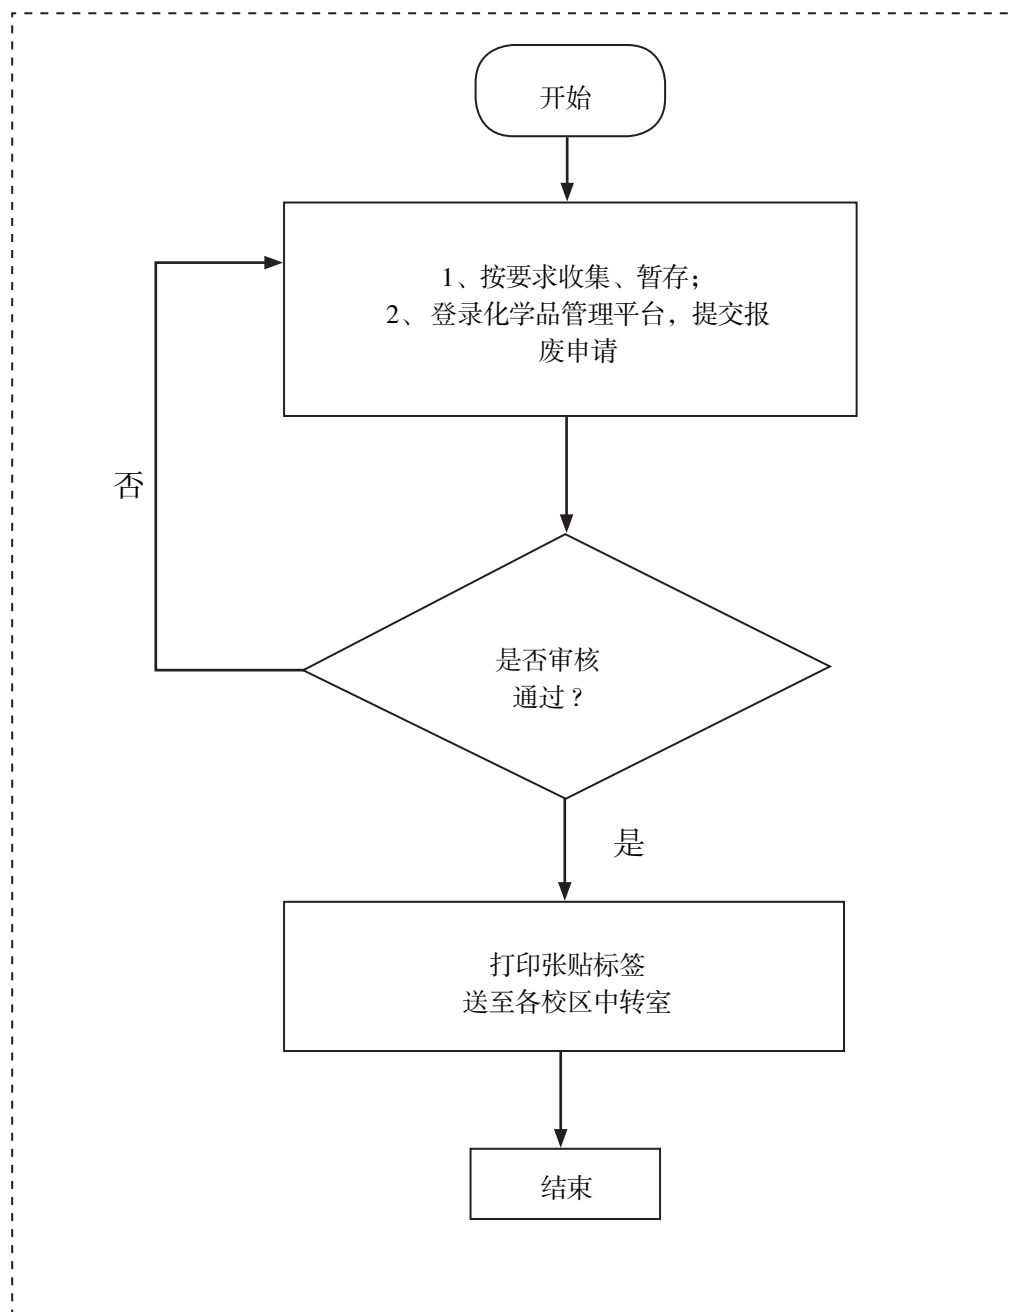 开始
1、按要求收集、暂存；
2、 登录化学品管理平台，提交报
废申请
否
是否审核
通过？
是
打印张贴标签
送至各校区中转室
结束